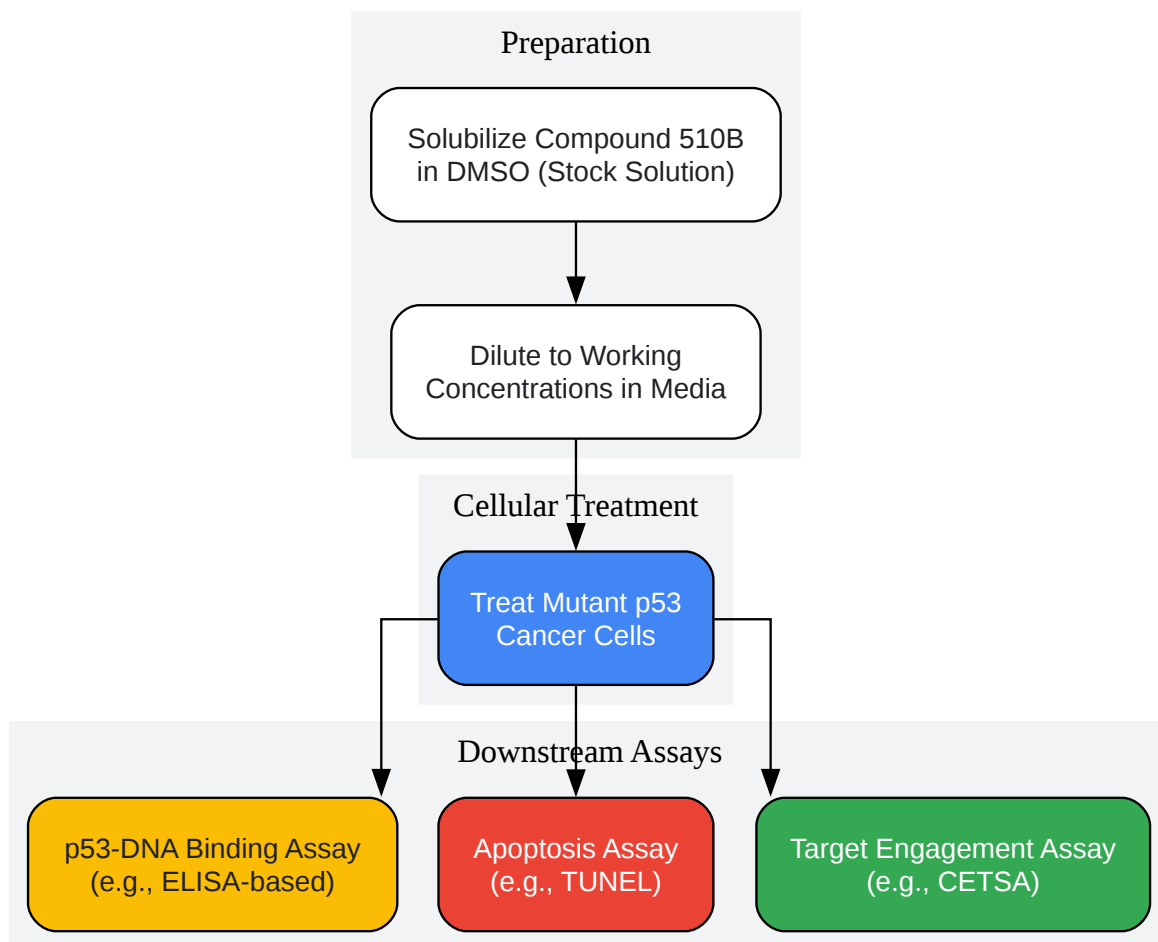 Preparation
Solubilize Compound 510B
in DMSO (Stock Solution)
Dilute to Working
Concentrations in Media
Cellular Treatment
Treat Mutant p53
Cancer Cells
Downstream Assays
p53-DNA Binding Assay
(e.g., ELISA-based)
Apoptosis Assay
(e.g., TUNEL)
Target Engagement Assay
(e.g., CETSA)